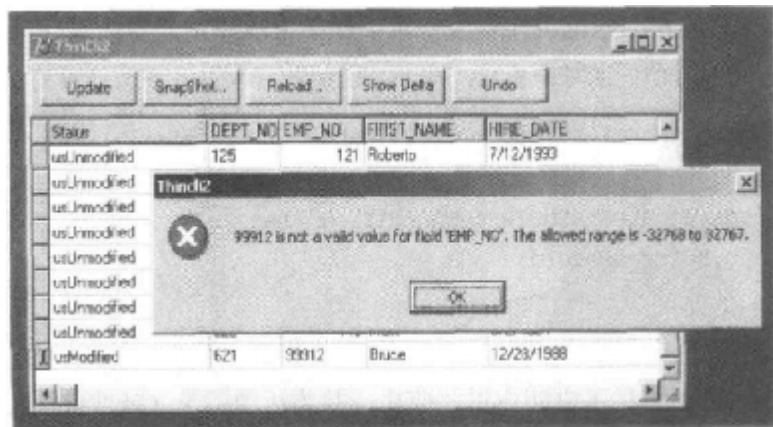 Thincli2
Update SnapShot... Reload... Show Delta Undo
Status DEPT_NO EMP_NO FIRST_NAME HIRE_DATE
usUnmodified 125 121 Roberto 7/12/1993
usUnmodified
Thincli2
usUnmodified
99912 is not a valid value for field 'EMP_NO'. The allowed range is -32768 to 32767.
usUnmodified
usUnmodified
OK
usUnmodified
usUnmodified
usUnmodified
usModified 621 99912 Bruce 12/28/1988